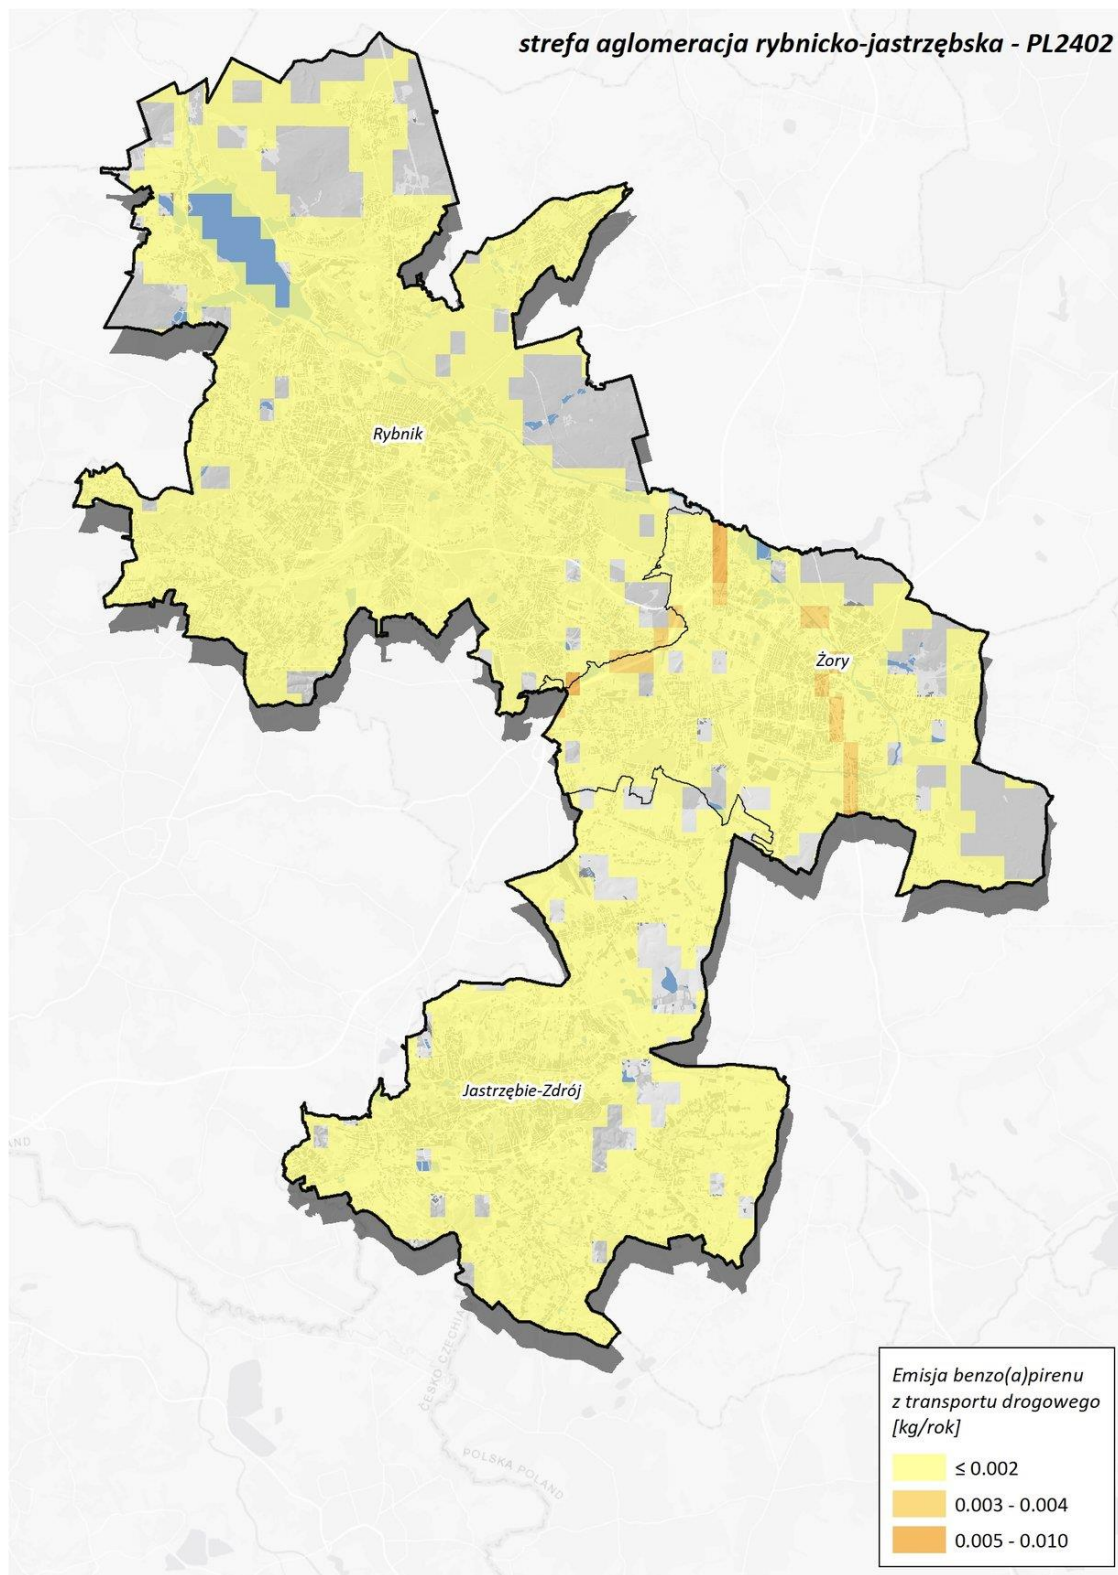 strefa aglomeracja rybnicko-jastrzębska - PL2402
Rybnik
Żory
Jastrzębie-Zdrój
AND
ČESKO CZECHIA
POLSKA POLAND
Emisja benzo(a)pirenu
z transportu drogowego
[kg/rok]
≤ 0.002
0.003 - 0.004
0.005 - 0.010